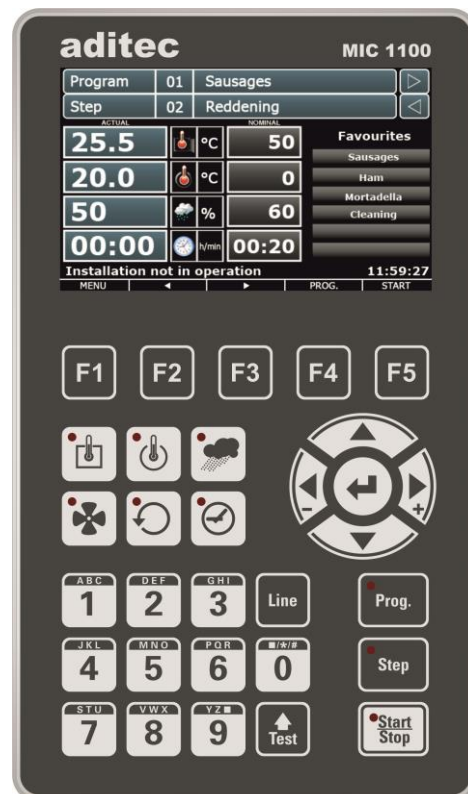 aditec MIC 1100
Program 01 Sausages
Step 02 Reddening
ACTUAL NOMINAL
25.5 °C 50
20.0 °C 0
50 % 60
00:00 h/min 00:20
Favourites
Sausages
Ham
Mortadella
Cleaning
Installation not in operation 11:59:27
MENU PROG. START
F1 F2 F3 F4 F5
ABC DEF GHI
1 2 3 Line Prog.
JKL MNO PQR ■/*/#
4 5 6 0 Step
STU VWX YZ■
7 8 9 Test Start Stop
- +